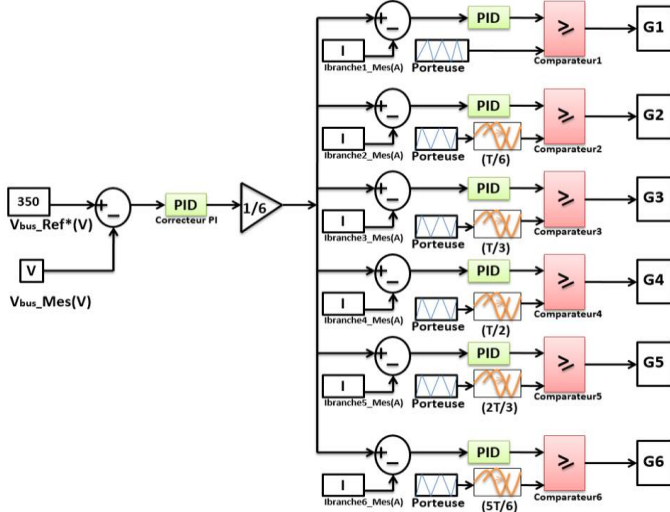 PID
≥
G1
I
Ibranche1_Mes(A)
Porteuse
Comparateur1
PID
≥
G2
I
Ibranche2_Mes(A)
Porteuse
(T/6)
Comparateur2
350
Vbus_Ref*(V)
PID
Correcteur PI
1/6
V
Vbus_Mes(V)
PID
≥
G3
I
Ibranche3_Mes(A)
Porteuse
(T/3)
Comparateur3
PID
≥
G4
I
Ibranche4_Mes(A)
Porteuse
(T/2)
Comparateur4
PID
≥
G5
I
Ibranche5_Mes(A)
Porteuse
(2T/3)
Comparateur5
PID
≥
G6
I
Ibranche6_Mes(A)
Porteuse
(5T/6)
Comparateur6